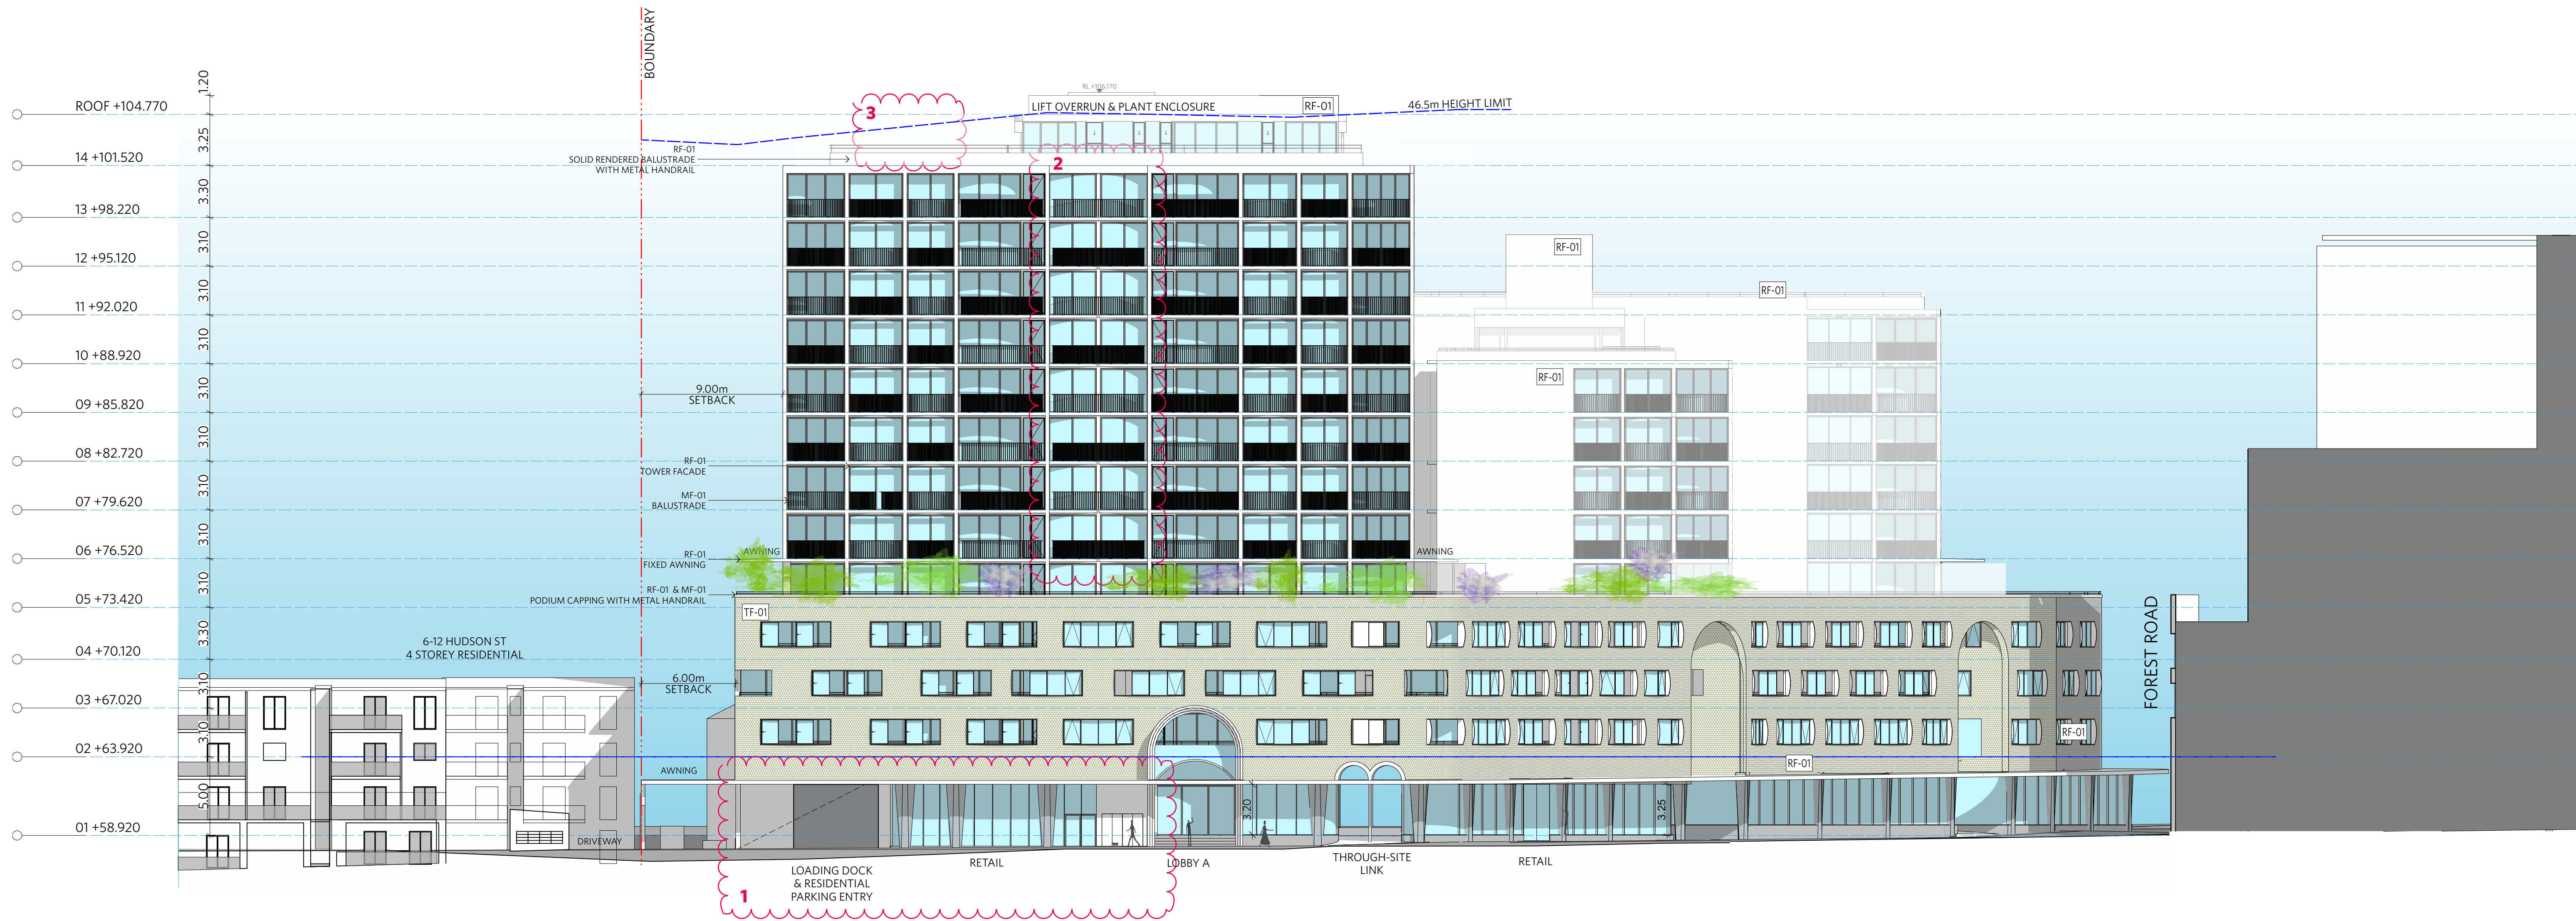 BOUNDARY
1.20
RL +106.170
ROOF +104.770
3
LIFT OVERRUN & PLANT ENCLOSURE
RF-01
46.5m HEIGHT LIMIT
3.25
RF-01
SOLID RENDERED BALUSTRADE
WITH METAL HANDRAIL
14 +101.520
2
3.30
13 +98.220
3.10
RF-01
12 +95.120
3.10
RF-01
11 +92.020
3.10
10 +88.920
RF-01
3.10
9.00m
SETBACK
09 +85.820
3.10
08 +82.720
RF-01
TOWER FACADE
3.10
MF-01
BALUSTRADE
07 +79.620
3.10
06 +76.520
RF-01
FIXED AWNING
AWNING
AWNING
3.10
RF-01 & MF-01
PODIUM CAPPING WITH METAL HANDRAIL
05 +73.420
TF-01
3.30
6-12 HUDSON ST
4 STOREY RESIDENTIAL
FOREST ROAD
04 +70.120
3.10
6.00m
SETBACK
03 +67.020
3.10
RF-01
02 +63.920
RF-01
AWNING
5.00
3.20
3.25
01 +58.920
DRIVEWAY
RETAIL
LOBBY A
THROUGH-SITE
LINK
RETAIL
LOADING DOCK
& RESIDENTIAL
PARKING ENTRY
1